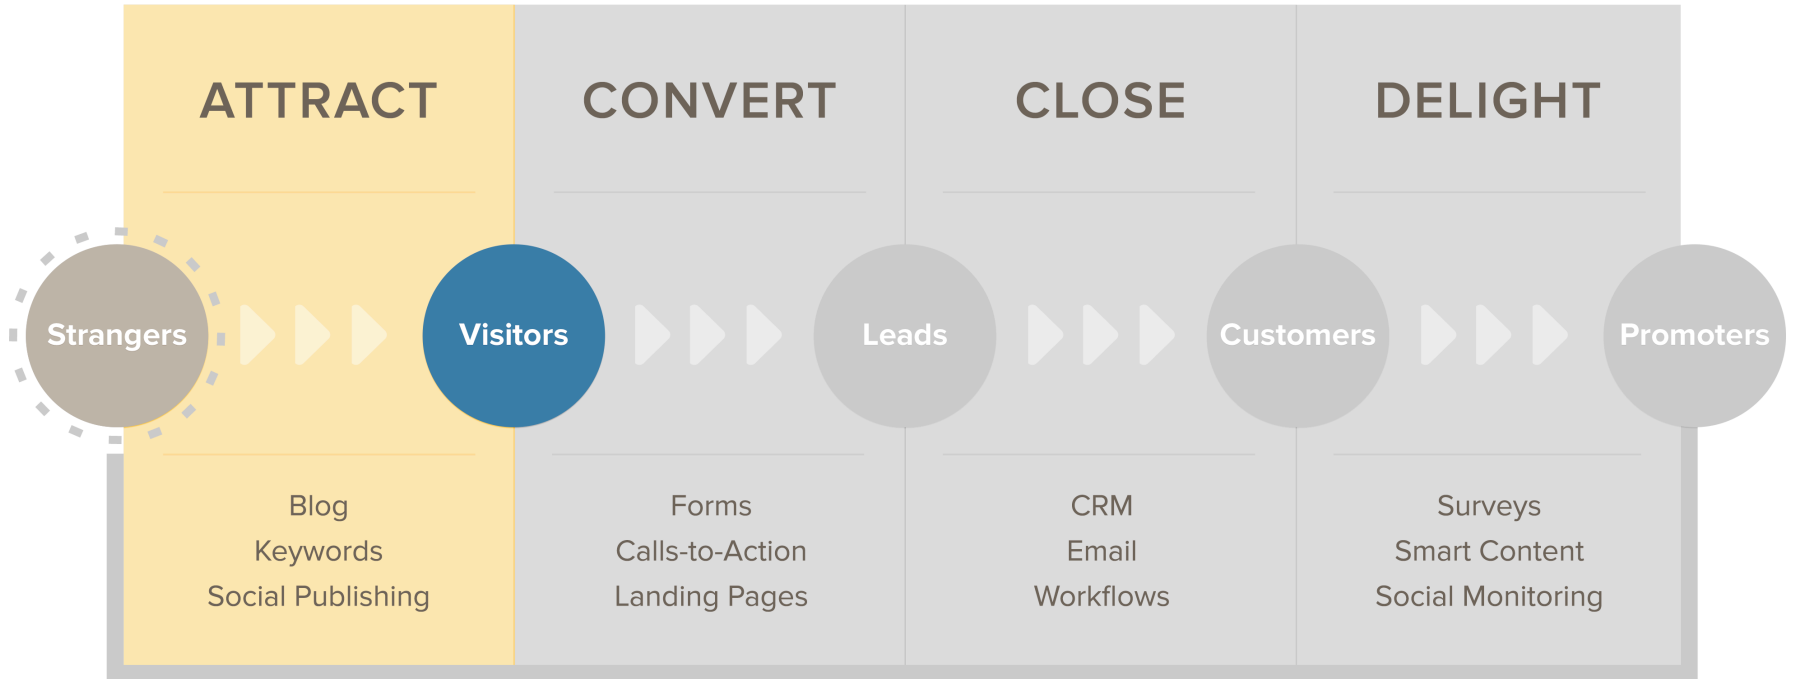 ATTRACT
CONVERT
CLOSE
DELIGHT
Strangers
Visitors
Leads
Customers
Promoters
Blog
Keywords
Social Publishing
Forms
Calls-to-Action
Landing Pages
CRM
Email
Workflows
Surveys
Smart Content
Social Monitoring